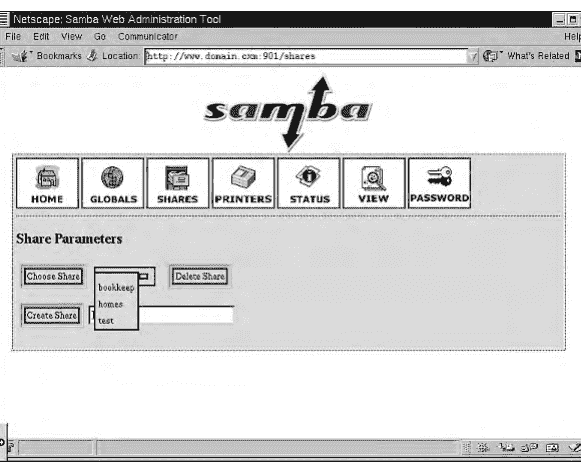 Netscape: Samba Web Administration Tool
File Edit View Go Communicator Help
Bookmarks Location: http://www.domain.cxm:901/shares What's Related
samba
HOME GLOBALS SHARES PRINTERS STATUS VIEW PASSWORD
Share Parameters
Choose Share Delete Share
bookkeep
homes
Create Share
test